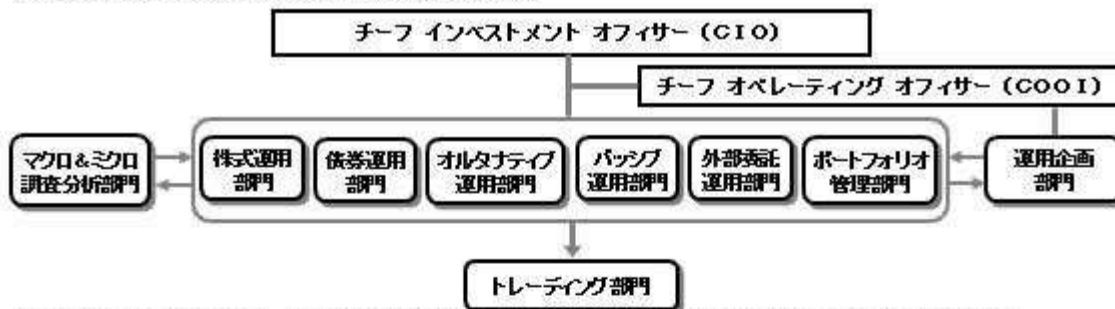 チーフ インベストメント オフィサー（CIO）
チーフ オペレーティング オフィサー（COOI）
マクロ＆ミクロ
調査分析部門
株式運用
部門
債券運用
部門
オルタナティブ
運用部門
パッシブ
運用部門
外部委託
運用部門
ポートフォリオ
管理部門
運用企画
部門
トレーディング部門